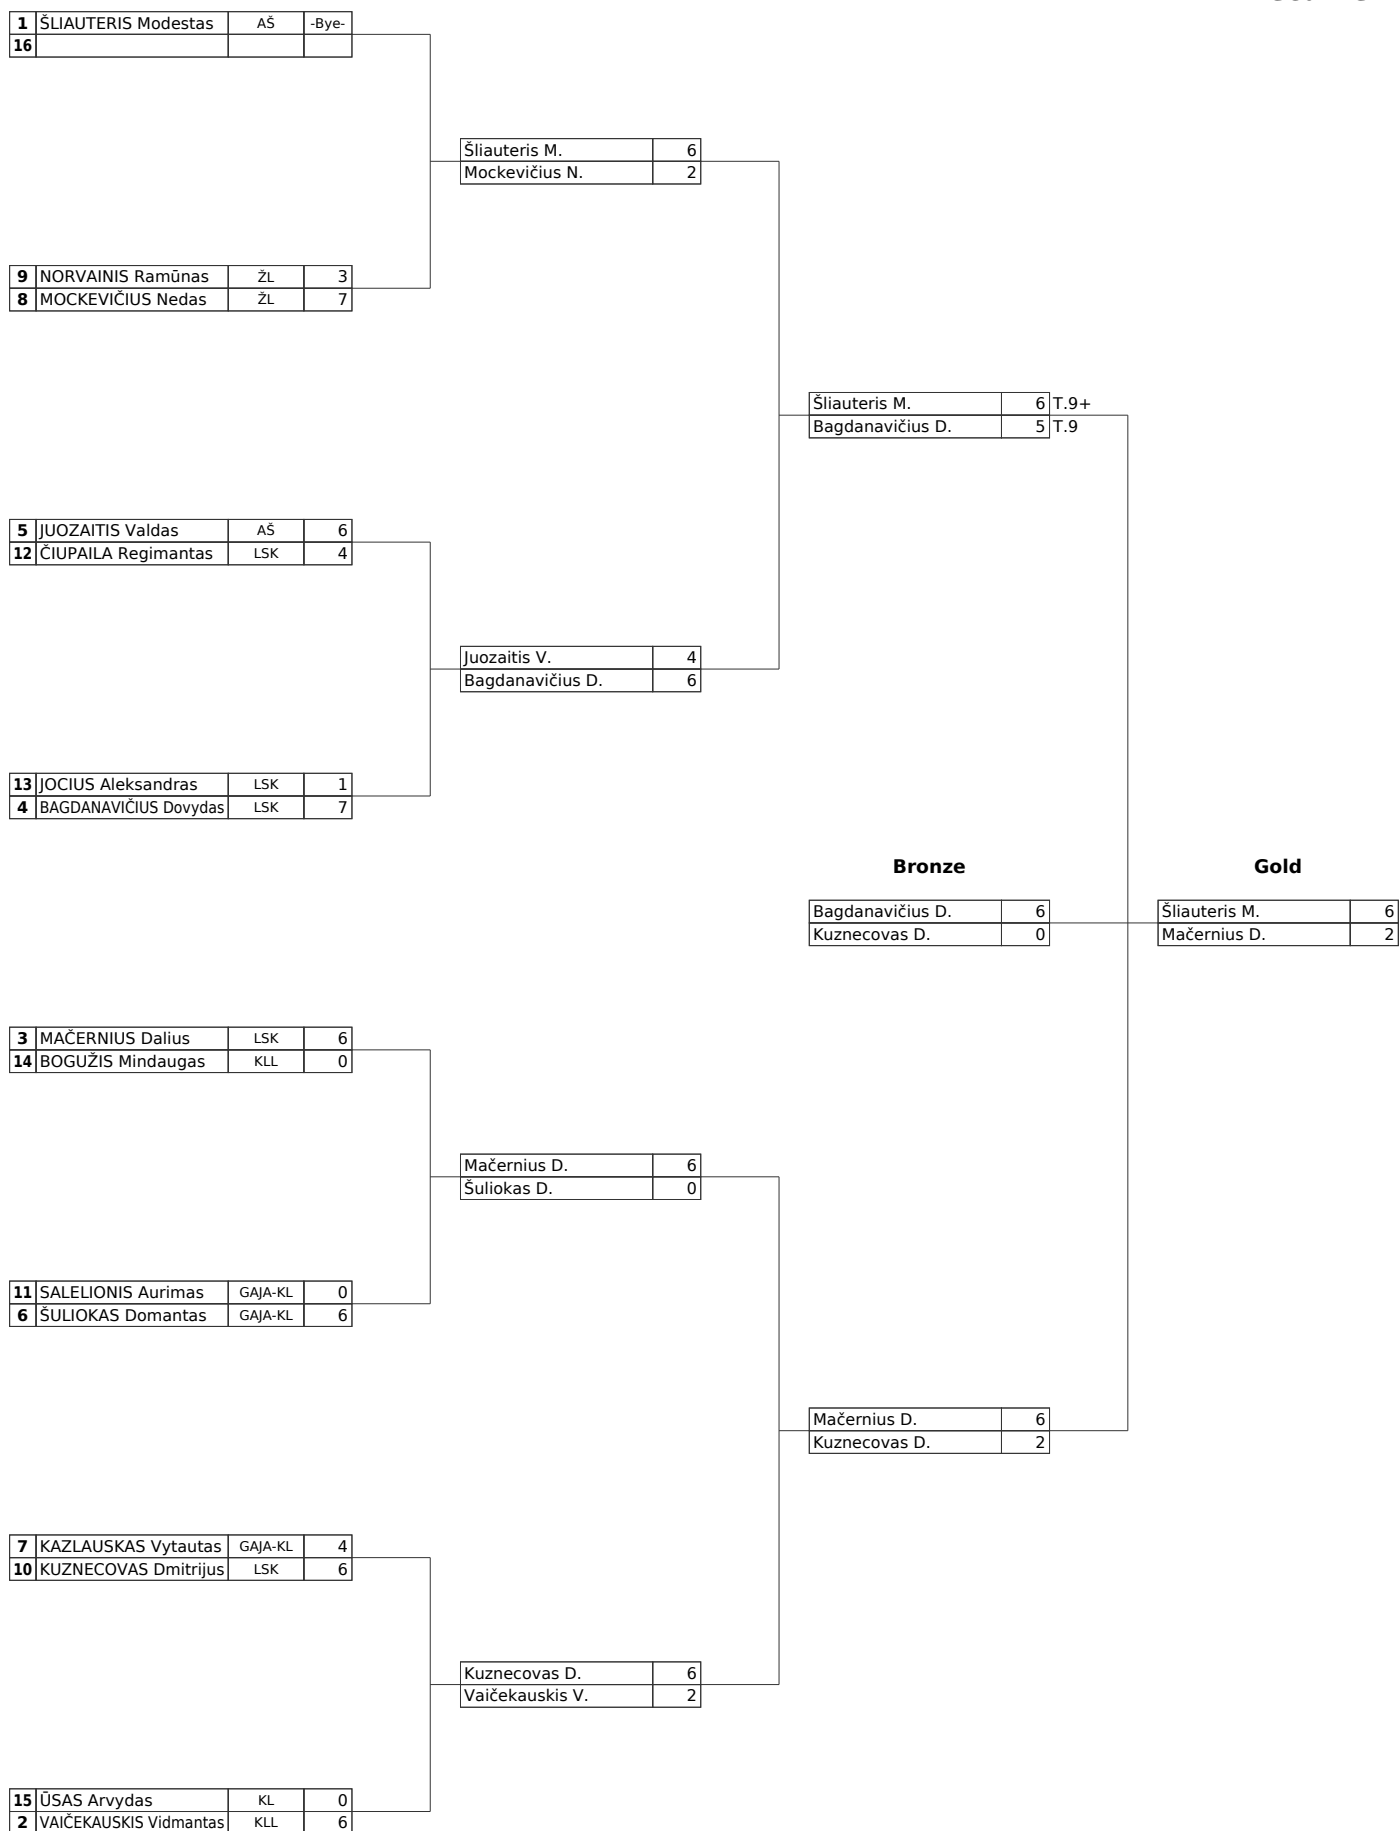 1 ŠLIAUTERIS Modestas AŠ -Bye-
16
Šliauteris M. 6
Mockevičius N. 2
9 NORVAINIS Ramūnas ŽL 3
8 MOCKEVIČIUS Nedas ŽL 7
Šliauteris M. 6 T.9+
Bagdanavičius D. 5 T.9
5 JUOZAITIS Valdas AŠ 6
12 ČIUPAILA Regimantas LSK 4
Juozaitis V. 4
Bagdanavičius D. 6
13 JOCIUS Aleksandras LSK 1
4 BAGDANAVIČIUS Dovydas LSK 7
Bronze Gold
Bagdanavičius D. 6 Šliauteris M. 6
Kuznecovas D. 0 Mačernius D. 2
3 MAČERNIUS Dalius LSK 6
14 BOGUŽIS Mindaugas KLL 0
Mačernius D. 6
Šuliokas D. 0
11 SALELIONIS Aurimas GAJA-KL 0
6 ŠULIOKAS Domantas GAJA-KL 6
Mačernius D. 6
Kuznecovas D. 2
7 KAZLAUSKAS Vytautas GAJA-KL 4
10 KUZNECOVAS Dmitrijus LSK 6
Kuznecovas D. 6
Vaičekauskis V. 2
15 ŪSAS Arvydas KL 0
2 VAIČEKAUSKIS Vidmantas KLL 6